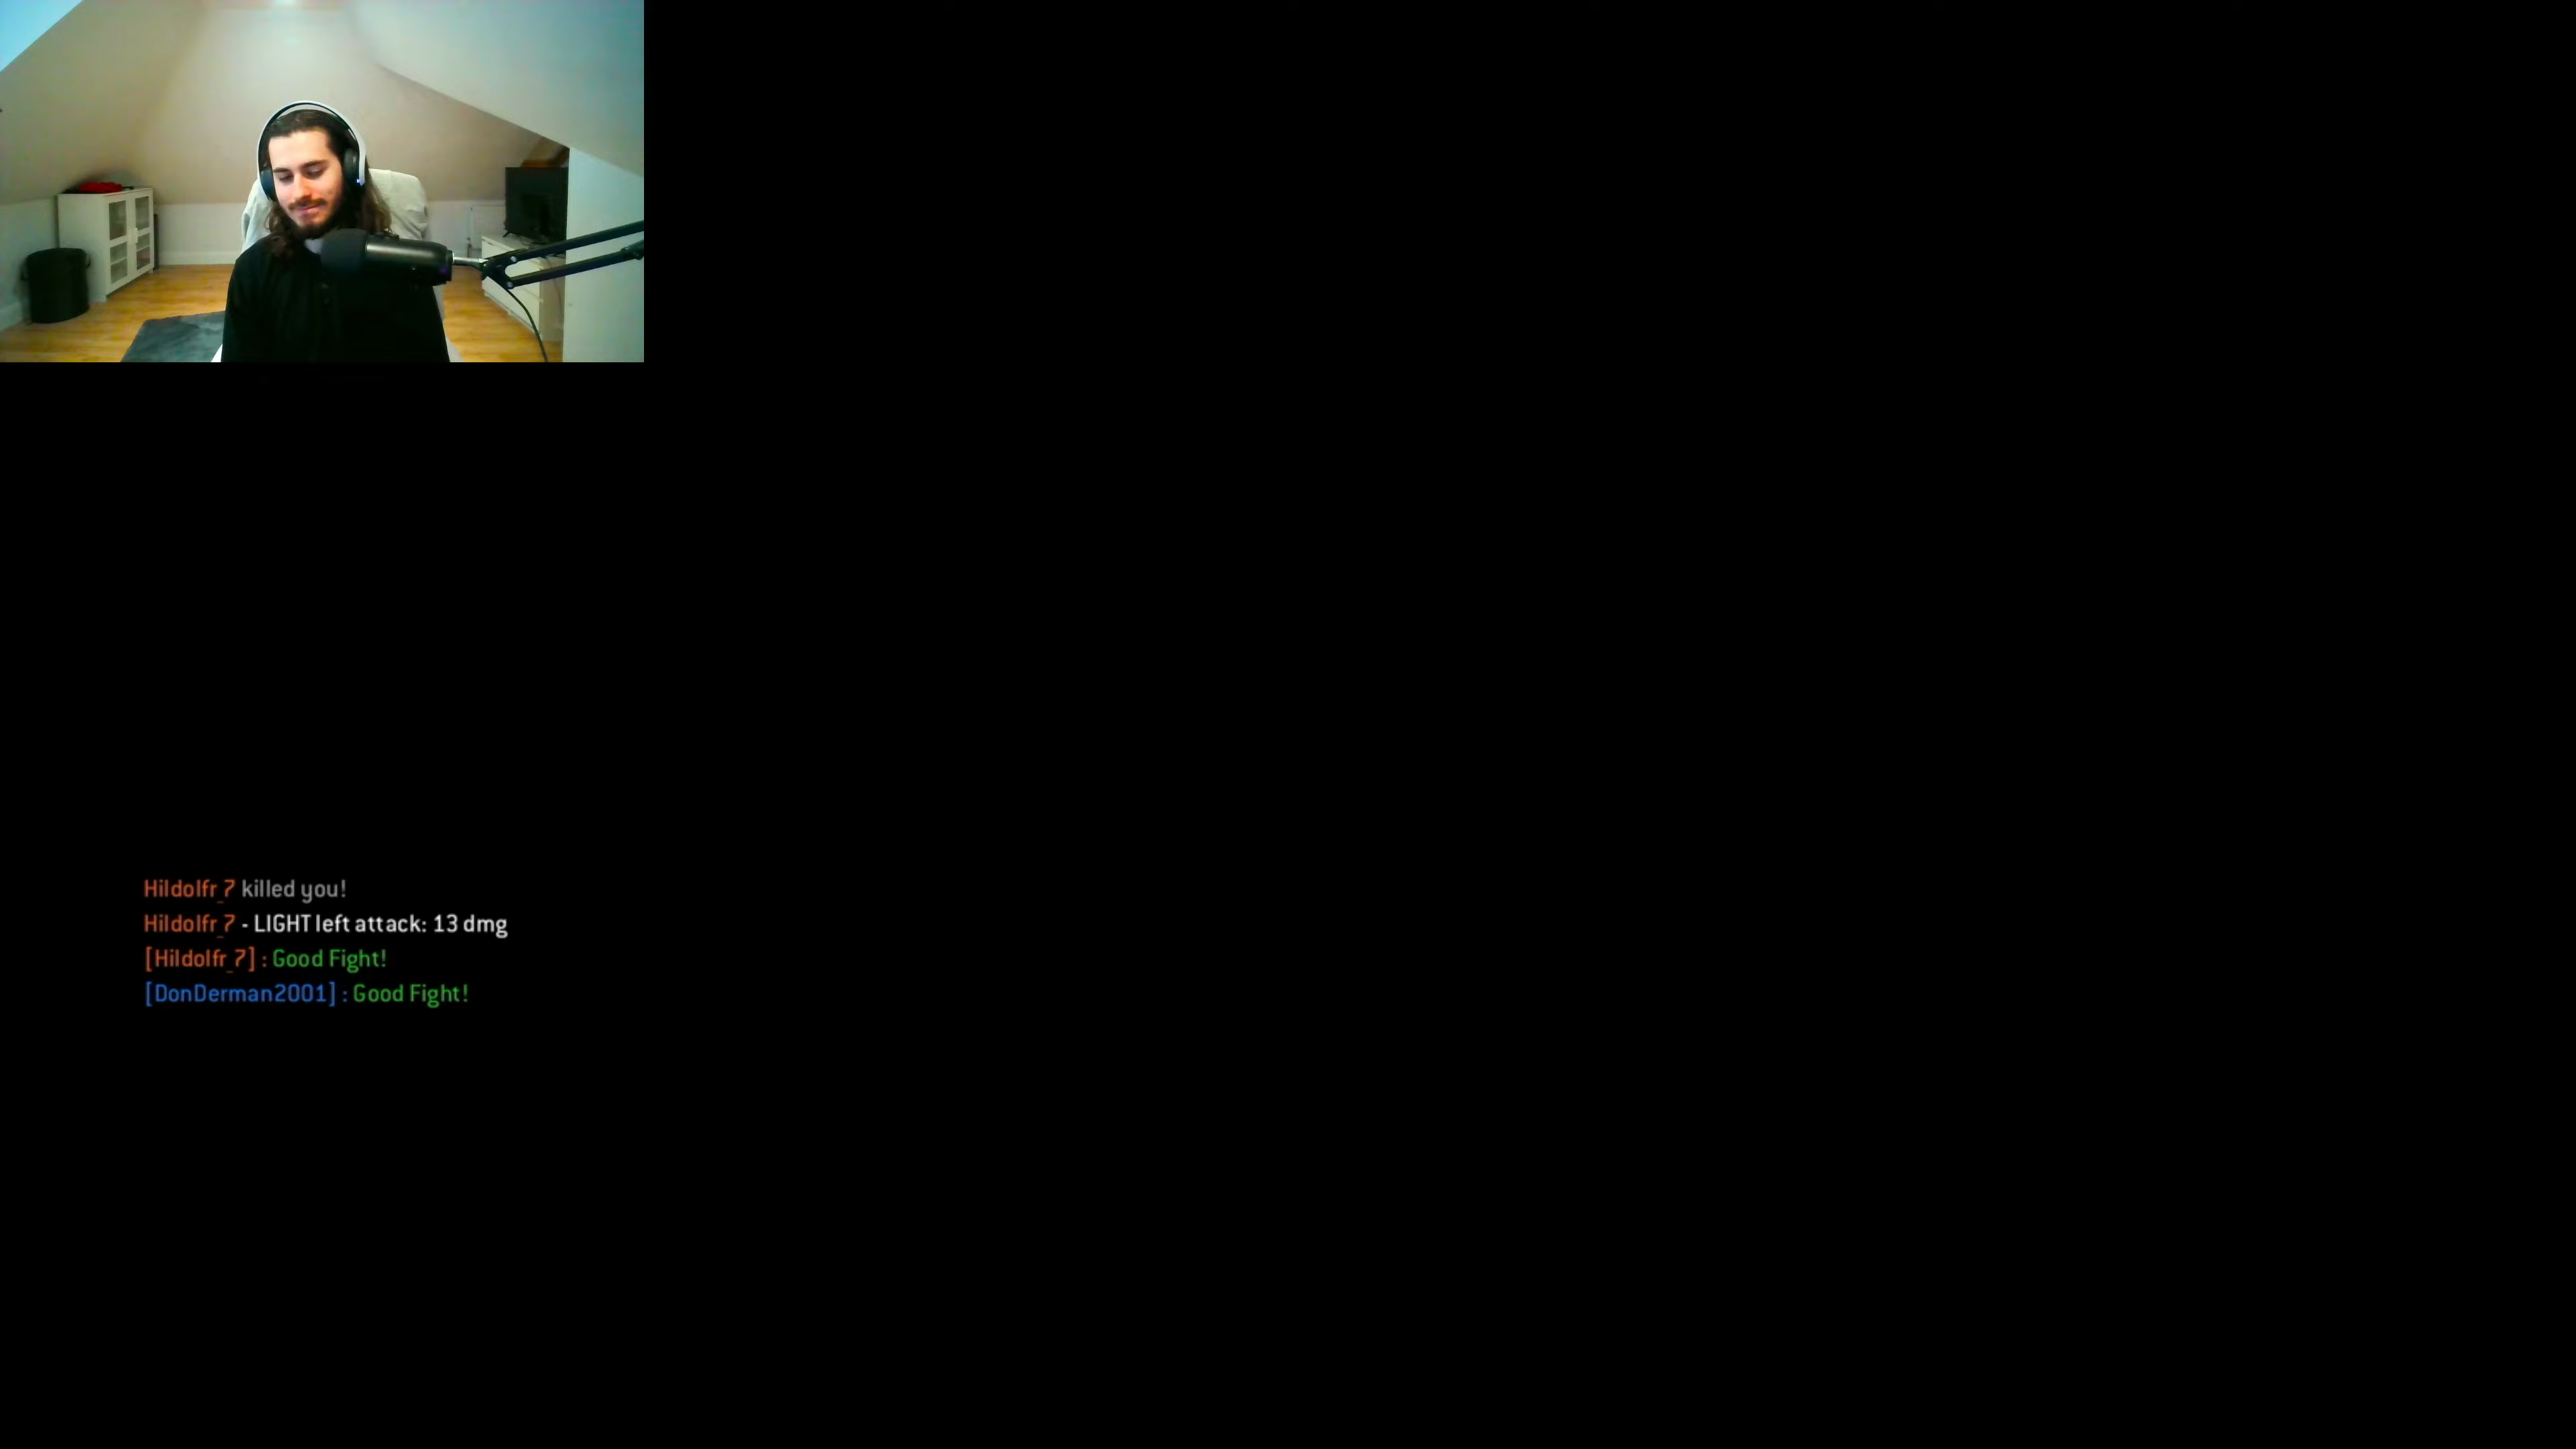 Hildolfr_7 killed you!
Hildolfr_7 - LIGHT left attack: 13 dmg
[Hildolfr_7] : Good Fight!
[DonDerman2001] : Good Fight!